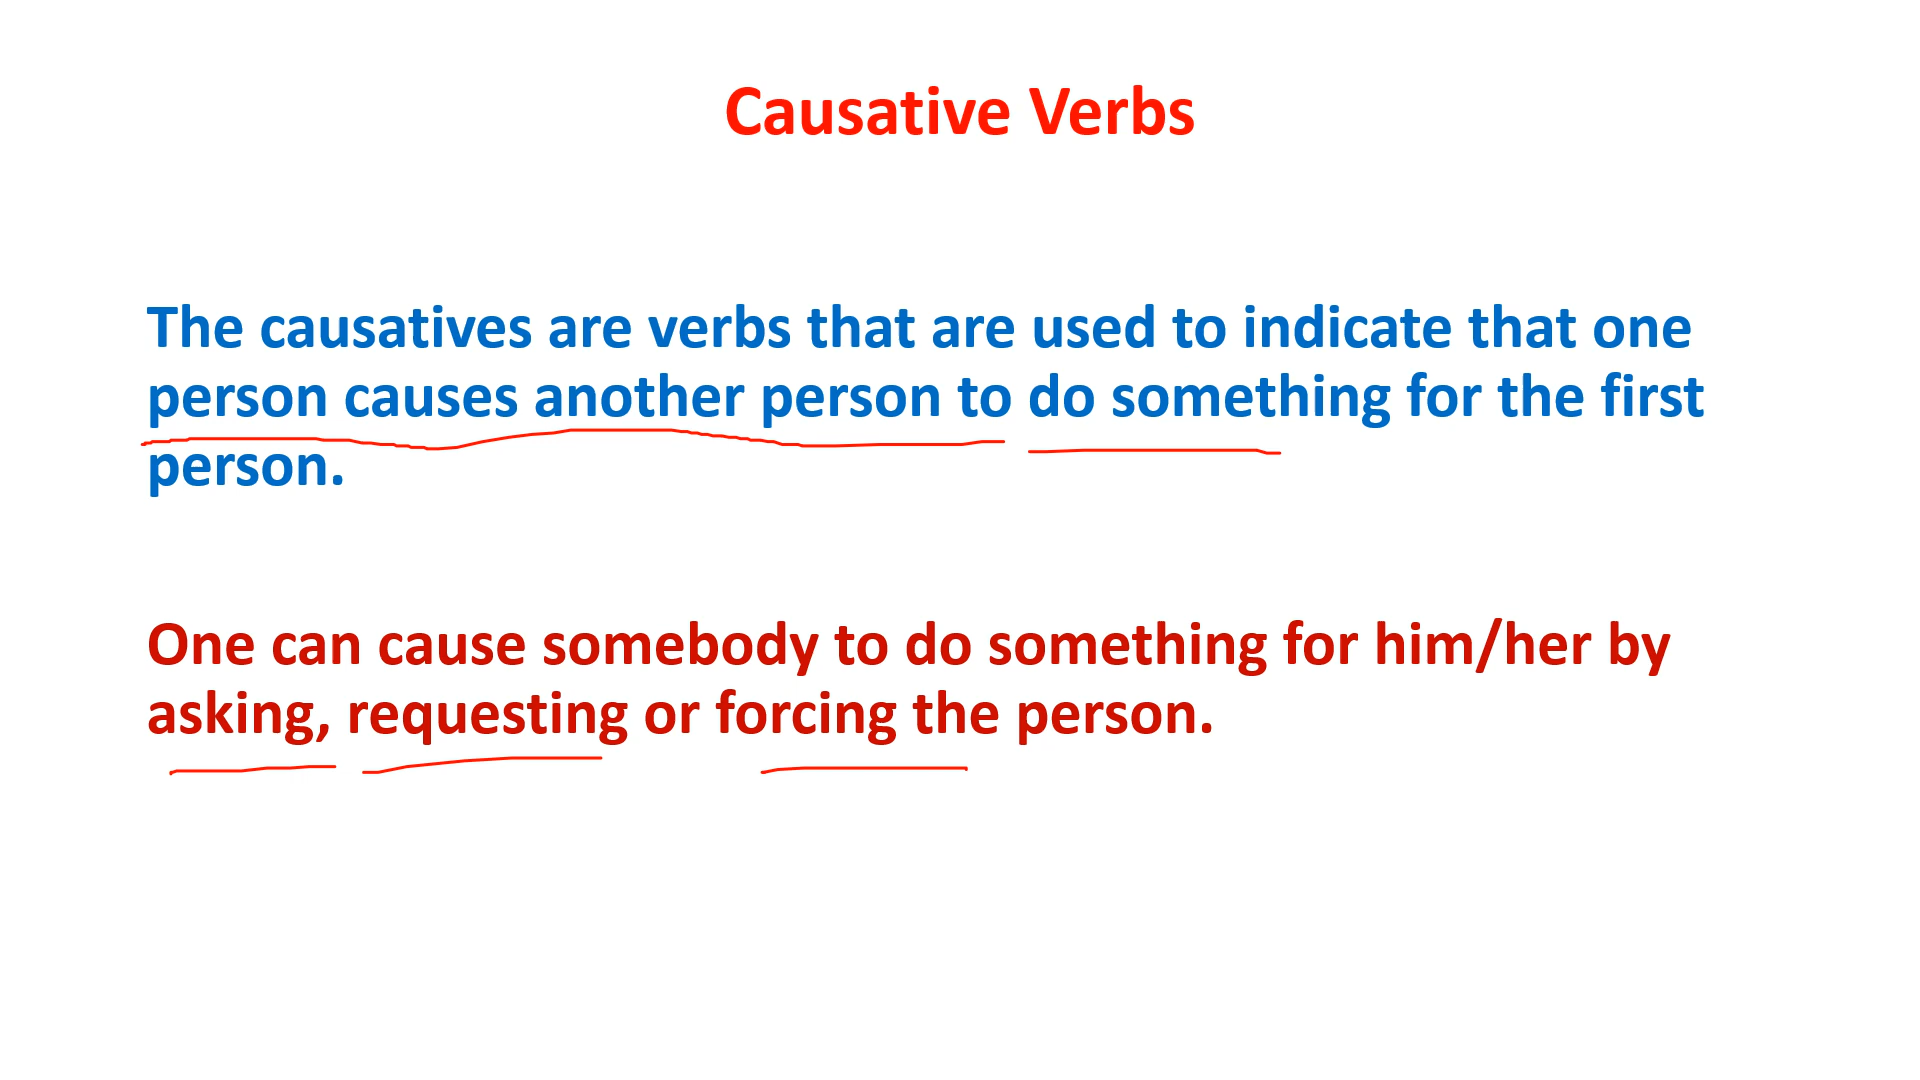 Causative Verbs
The causatives are verbs that are used to indicate that one
person causes another person to do something for the first
person.
One can cause somebody to do something for him/her by
asking, requesting or forcing the person.